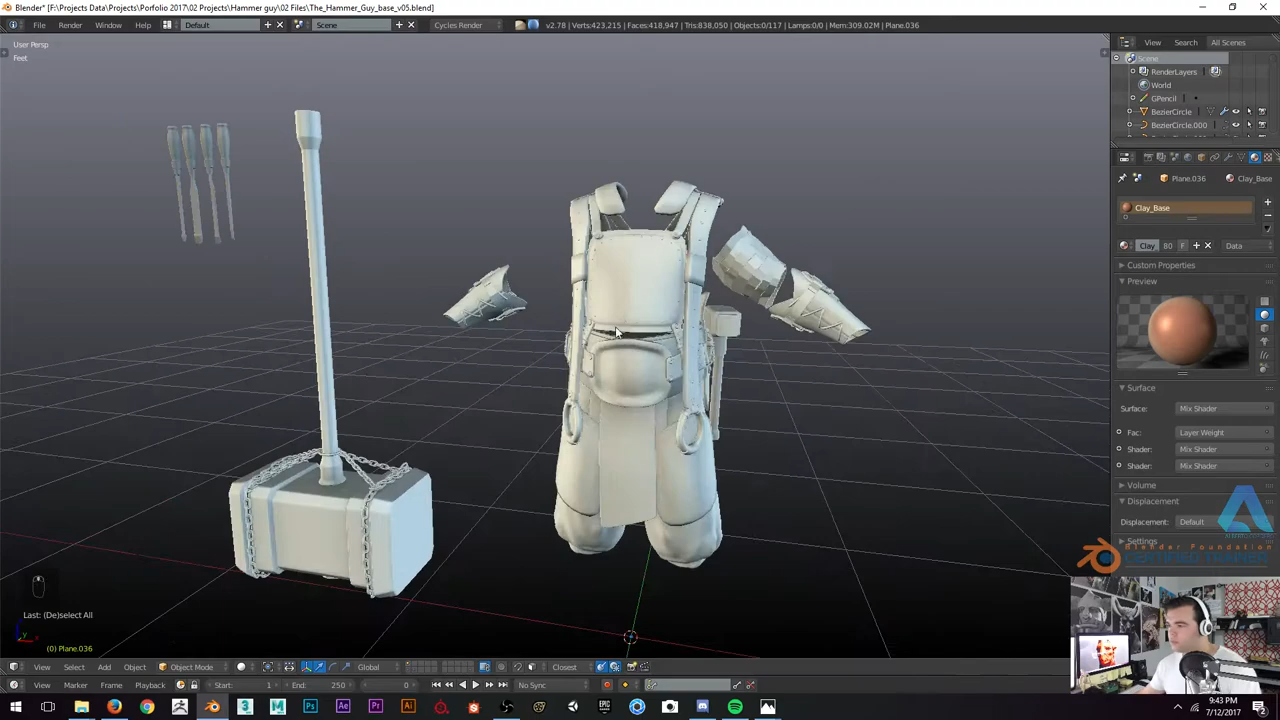 Blender* [F:\Projects Data\Projects\Porfolio 2017\02 Projects\Hammer guy\02 Files\The_Hammer_Guy_base_v05.blend]
File Render Window Help Default Scene Cycles Render v2.78 | Verts:423,215 | Faces:418,947 | Tris:838,050 | Objects:0/117 | Lamps:0/0 | Mem:309.02M | Plane.036
View Search All Scenes
User Persp
Feet
Scene
RenderLayers
World
GPencil
BezierCircle
BezierCircle.000
Plane.036 Clay_Base
Clay_Base
Clay 80 F Data
Custom Properties
Preview
Surface
Surface: Mix Shader
Fac: Layer Weight
Shader: Mix Shader
Shader: Mix Shader
Volume
Displacement
Displacement: Default
Settings
Blender Foundation
CERTIFIED TRAINER
Last: (De)select All
(0) Plane.036
View Select Add Object Object Mode Global Closest
View Marker Frame Playback Start: 1 End: 250 0 No Sync
9:43 PM
7/12/2017